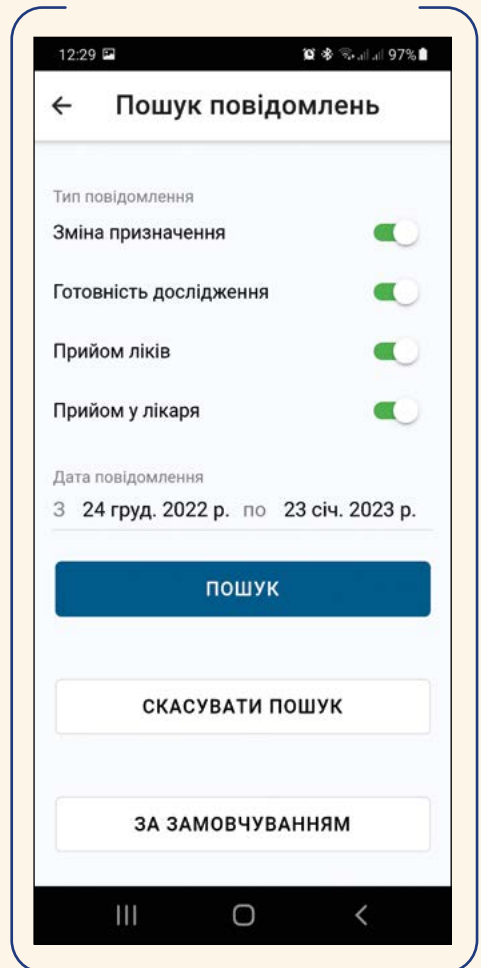 12:29 97%
Пошук повідомлень
Тип повідомлення
Зміна призначення
Готовність дослідження
Прийом ліків
Прийом у лікаря
Дата повідомлення
З 24 груд. 2022 р. по 23 січ. 2023 р.
ПОШУК
СКАСУВАТИ ПОШУК
ЗА ЗАМОВЧУВАННЯМ